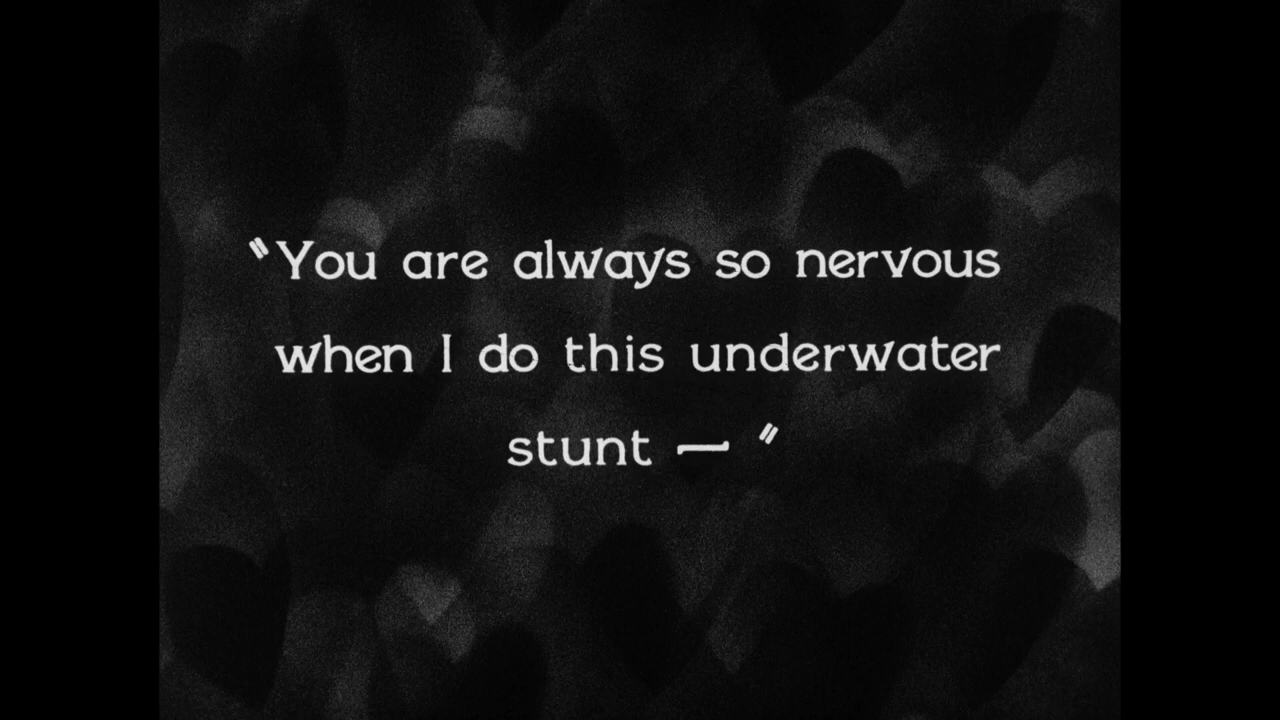 "You are always so nervous
when I do this underwater
stunt — "